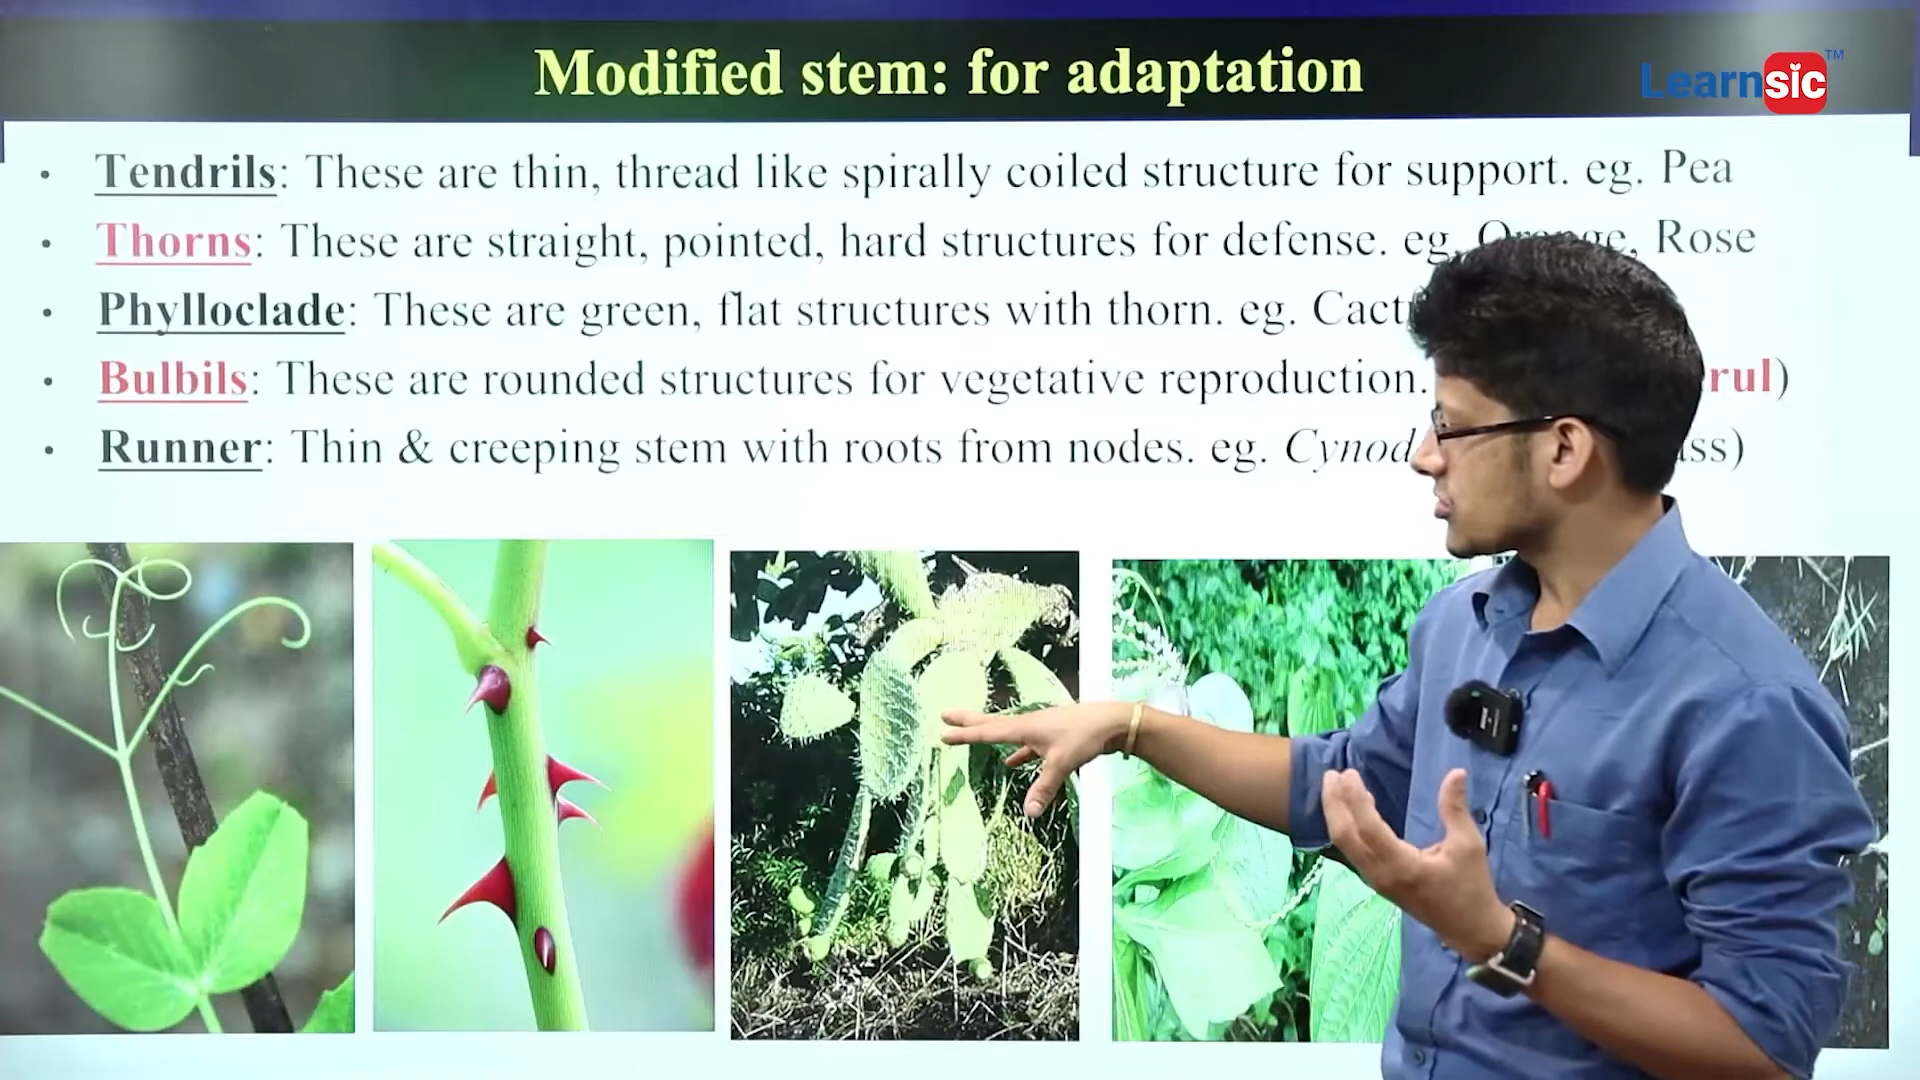 Modified stem: for adaptation
Learnsic™
• Tendrils: These are thin, thread like spirally coiled structure for support. eg. Pea
• Thorns: These are straight, pointed, hard structures for defense. eg. Orange, Rose
• Phylloclade: These are green, flat structures with thorn. eg.
• Bulbils: These are rounded structures for vegetative reproduction.
• Runner: Thin & creeping stem with roots from nodes. eg.